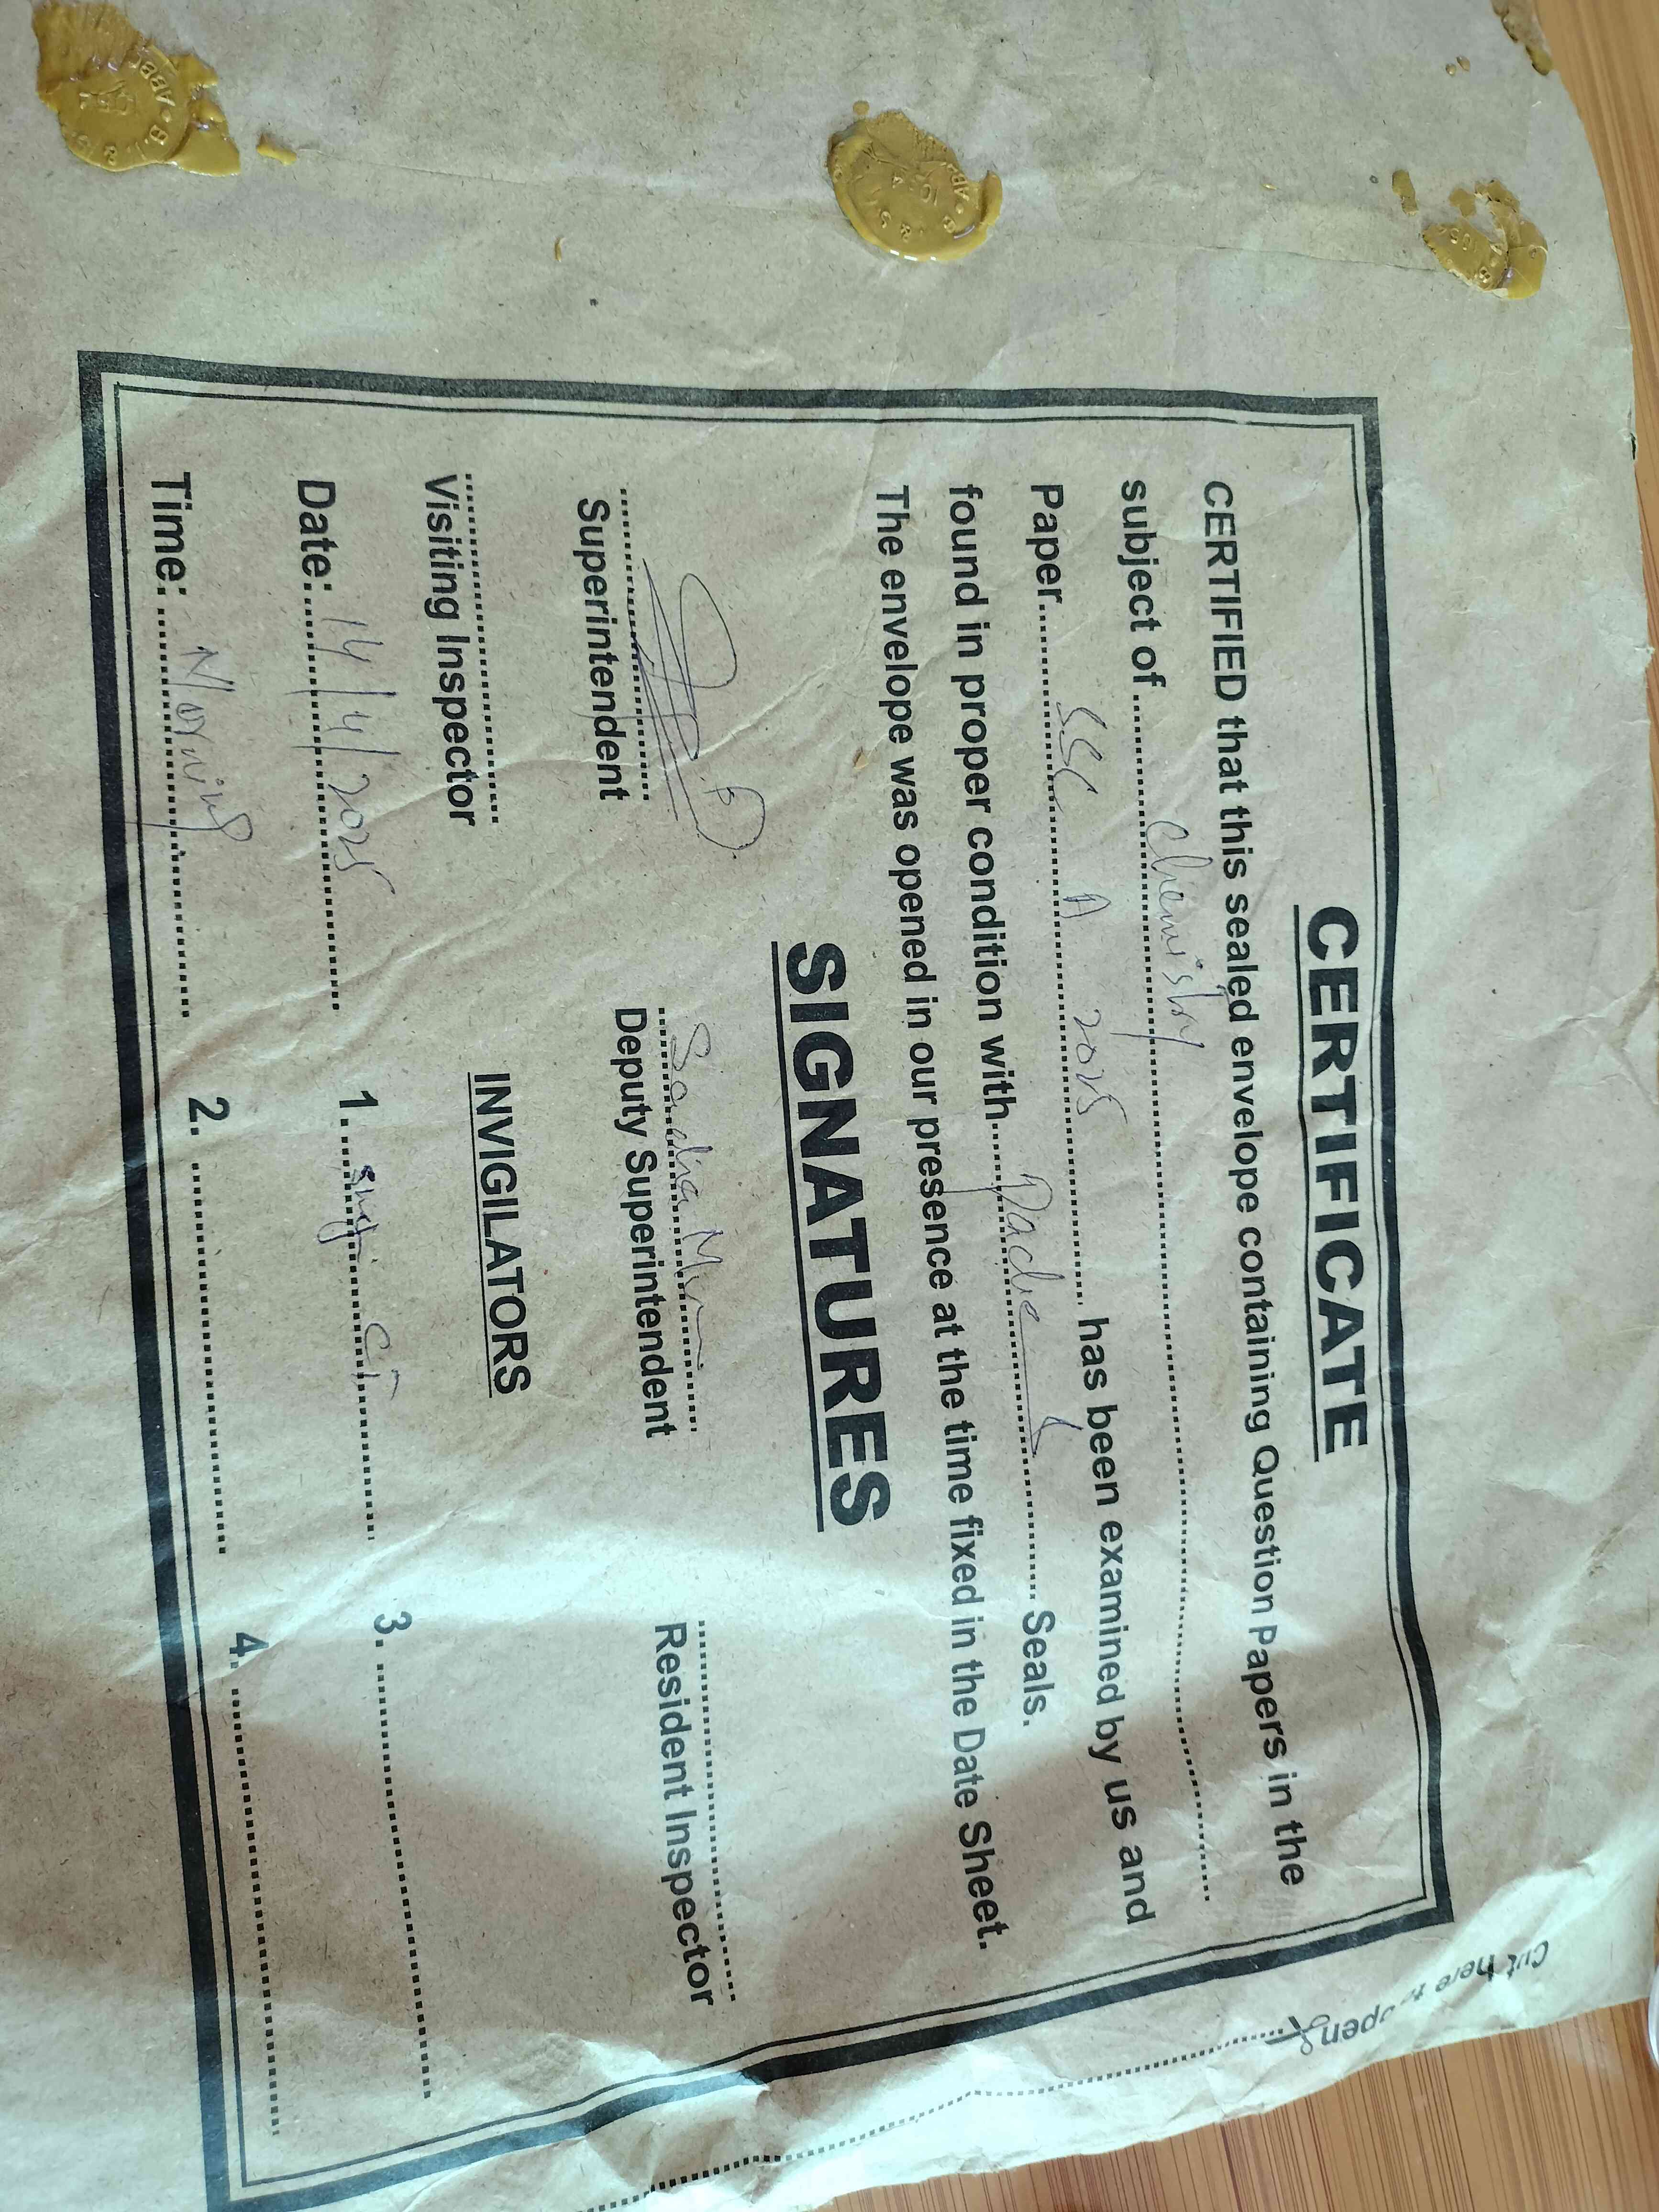 CERTIFICATE
CERTIFIED that this sealed envelope containing Question Papers in the
subject of Chemistry
Paper SSC A 2025 has been examined by us and
found in proper condition with Seals.
The envelope was opened in our presence at the time fixed in the Date Sheet.
SIGNATURES
Superintendent
Deputy Superintendent
Resident Inspector
Visiting Inspector
INVIGILATORS
Date: 14/4/2025
1.
3.
Time: Morning
2.
4.
Cut here to open